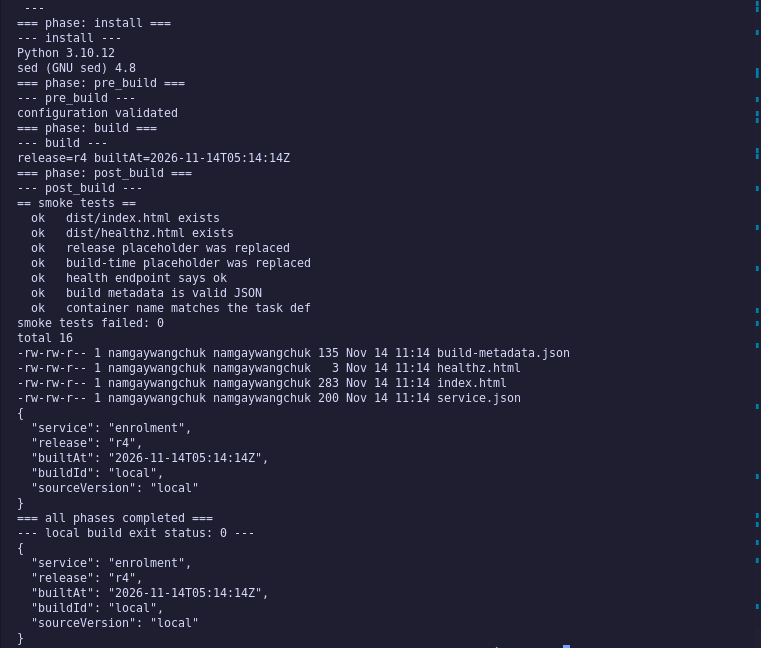 ---
=== phase: install ===
--- install ---
Python 3.10.12
sed (GNU sed) 4.8
=== phase: pre_build ===
--- pre_build ---
configuration validated
=== phase: build ===
--- build ---
release=r4 builtAt=2026-11-14T05:14:14Z
=== phase: post_build ===
--- post_build ---
== smoke tests ==
  ok   dist/index.html exists
  ok   dist/healthz.html exists
  ok   release placeholder was replaced
  ok   build-time placeholder was replaced
  ok   health endpoint says ok
  ok   build metadata is valid JSON
  ok   container name matches the task def
smoke tests failed: 0
total 16
-rw-rw-r-- 1 namgaywangchuk namgaywangchuk 135 Nov 14 11:14 build-metadata.json
-rw-rw-r-- 1 namgaywangchuk namgaywangchuk   3 Nov 14 11:14 healthz.html
-rw-rw-r-- 1 namgaywangchuk namgaywangchuk 283 Nov 14 11:14 index.html
-rw-rw-r-- 1 namgaywangchuk namgaywangchuk 200 Nov 14 11:14 service.json
{
  "service": "enrolment",
  "release": "r4",
  "builtAt": "2026-11-14T05:14:14Z",
  "buildId": "local",
  "sourceVersion": "local"
}
=== all phases completed ===
--- local build exit status: 0 ---
{
  "service": "enrolment",
  "release": "r4",
  "builtAt": "2026-11-14T05:14:14Z",
  "buildId": "local",
  "sourceVersion": "local"
}